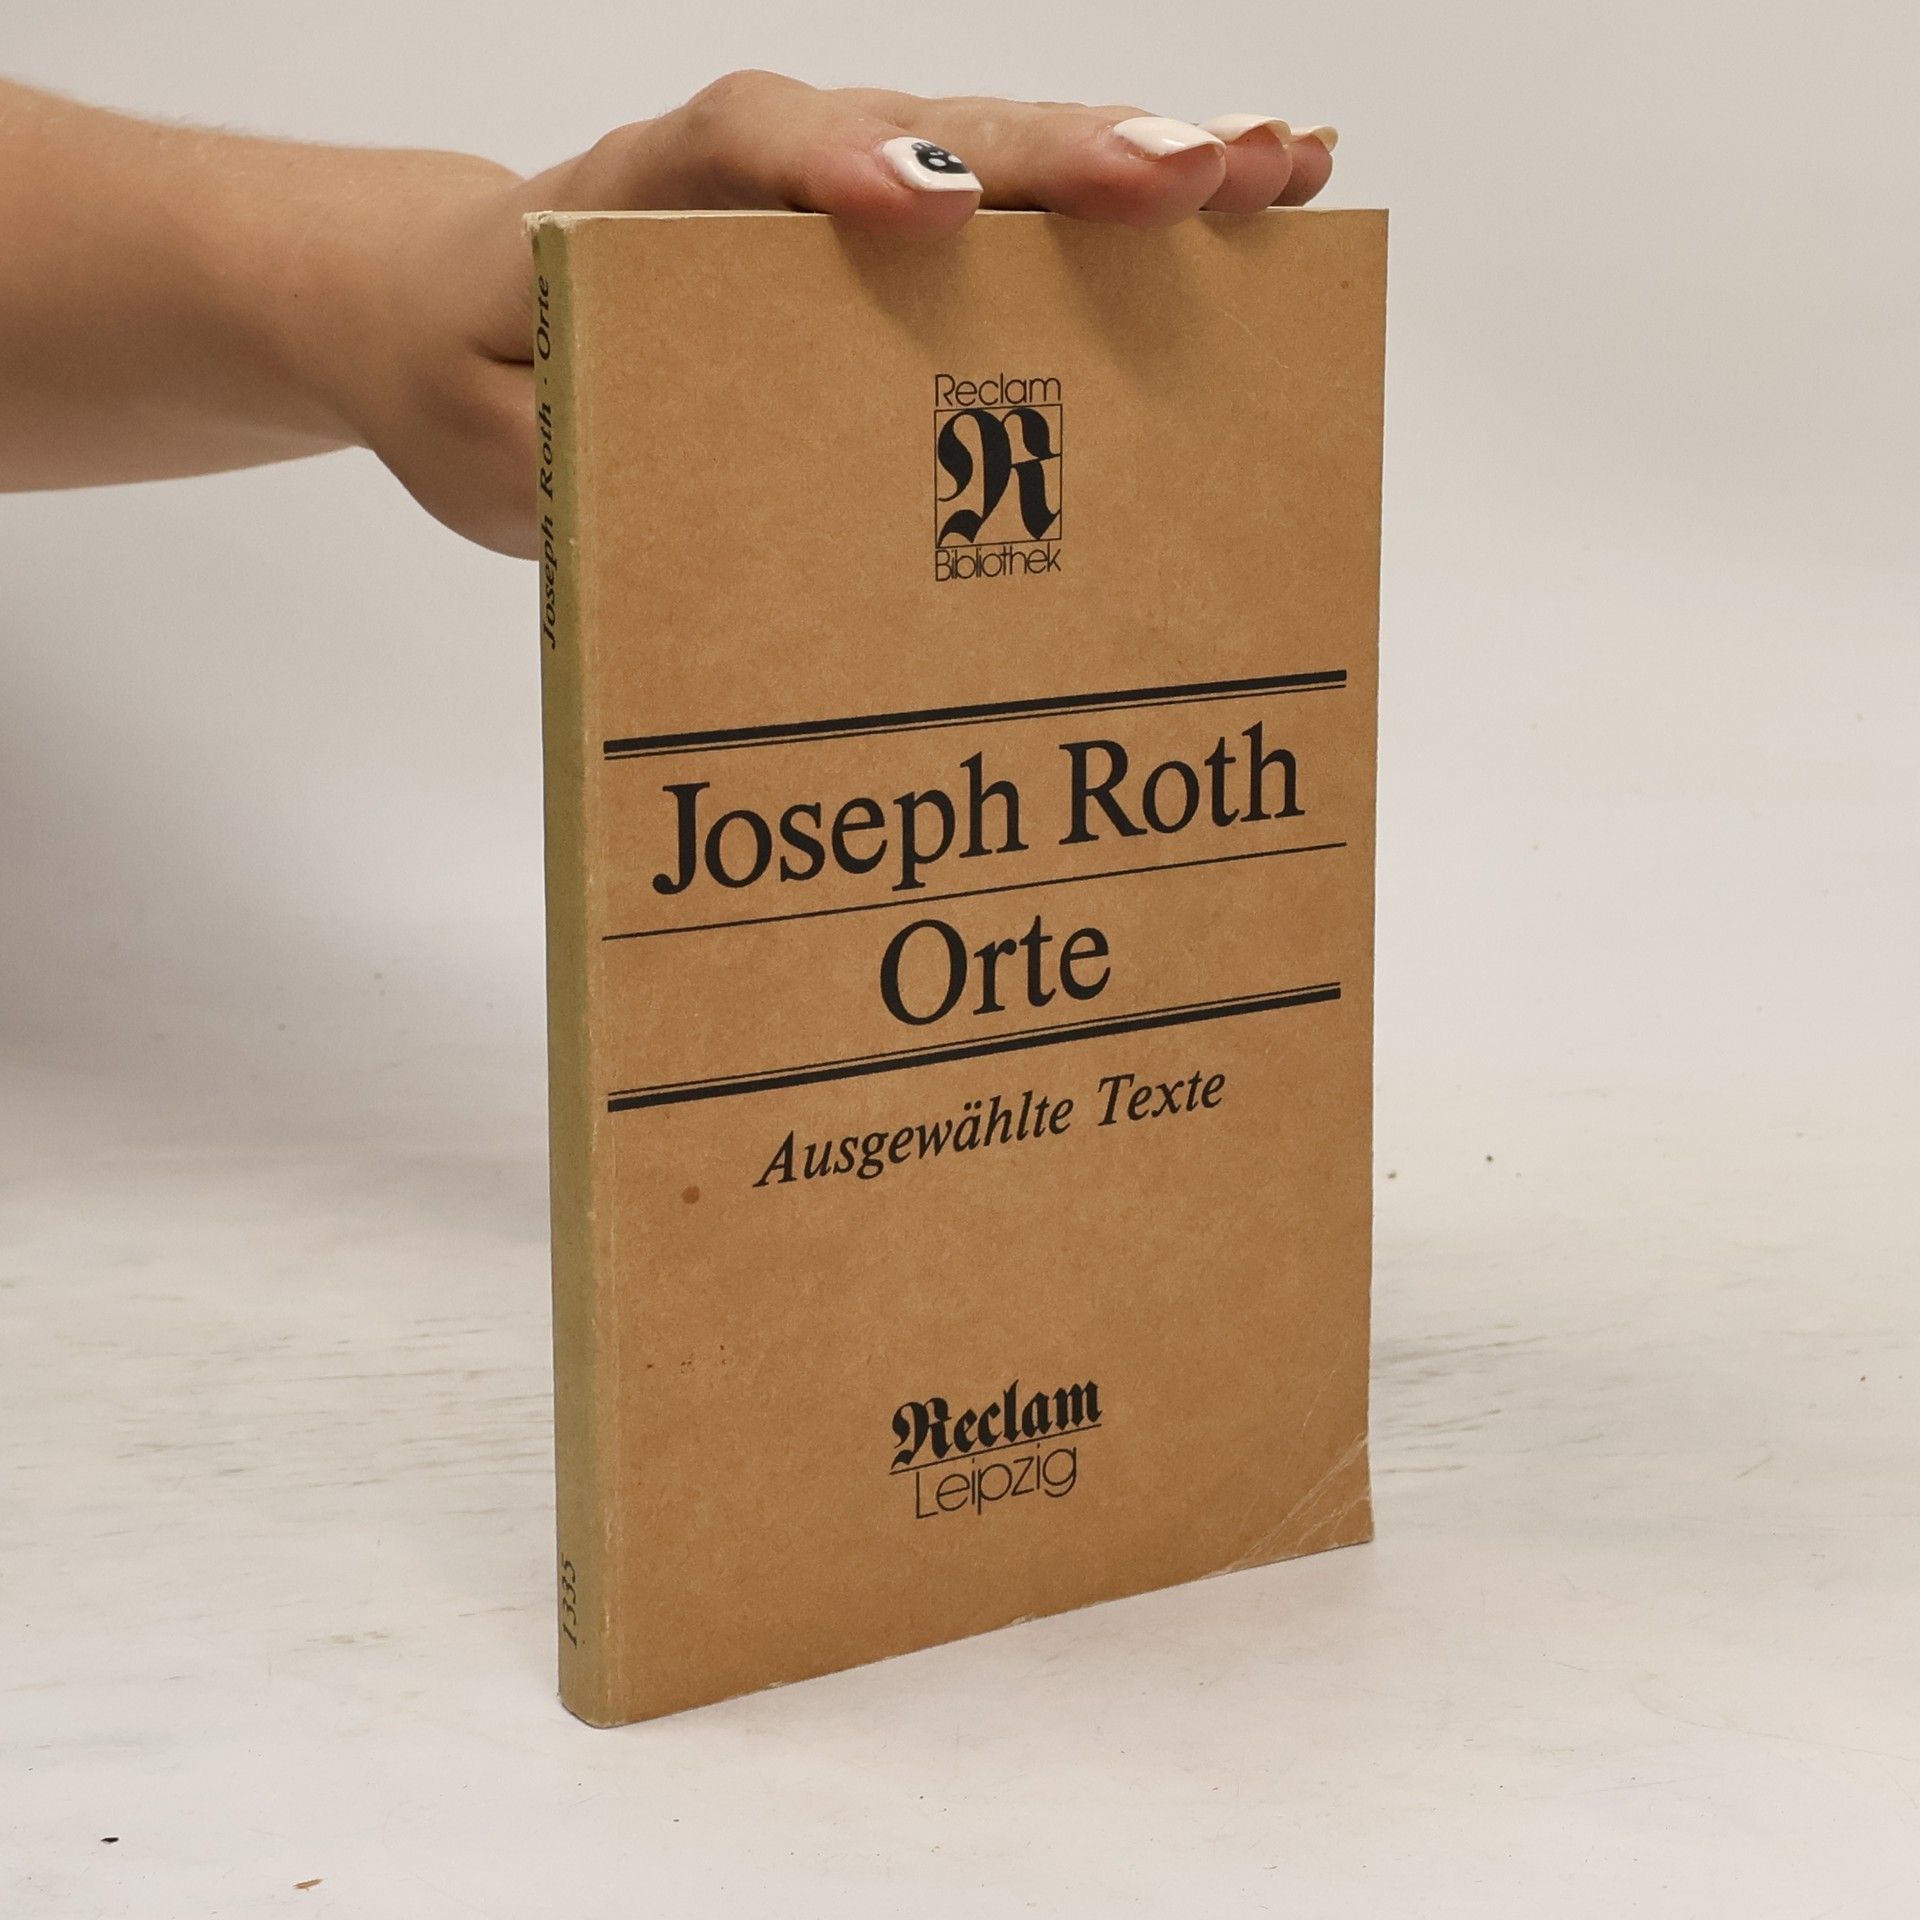 Reclam
R
Bibliothek
Joseph Roth
Orte
Ausgewählte Texte
Reclam
Leipzig
Joseph Roth · Orte
1335